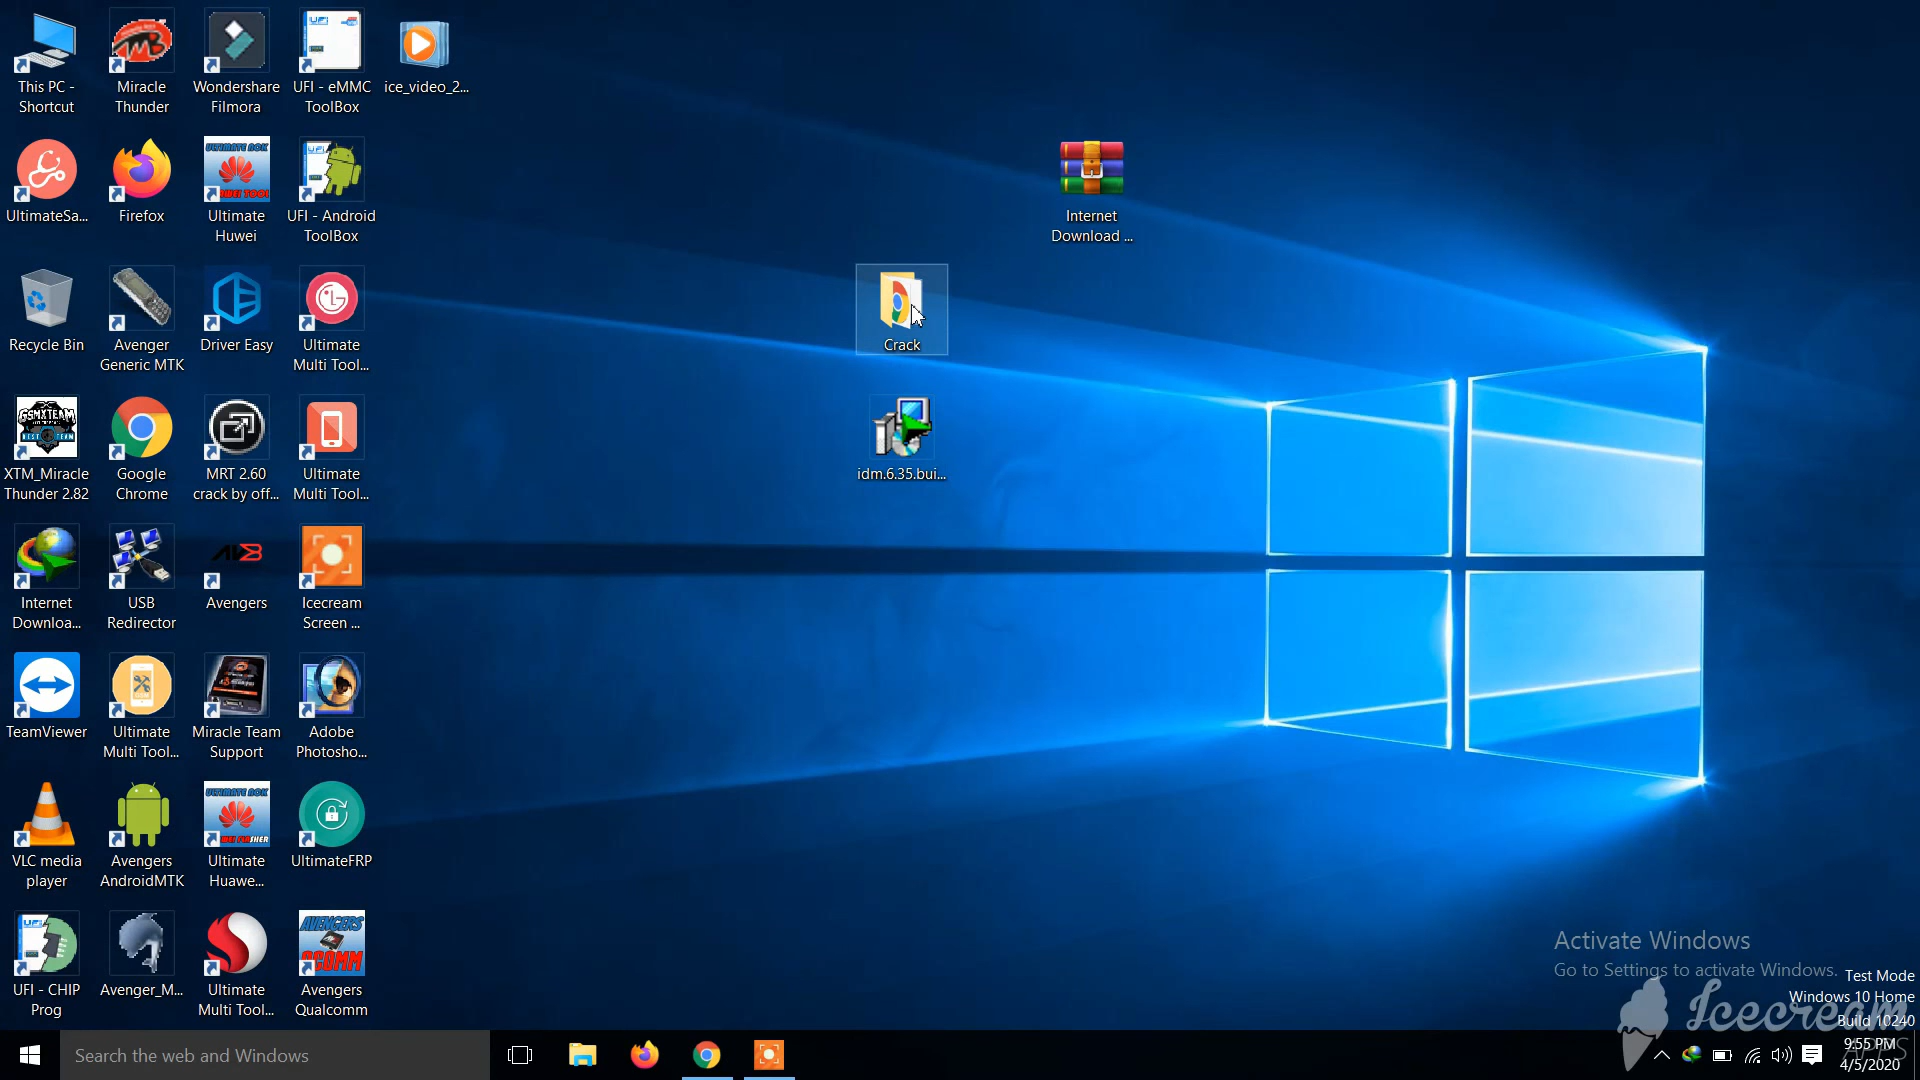 This PC -
Shortcut
Miracle
Thunder
Wondershare
Filmora
UFI - eMMC
ToolBox
ice_video_2...
UltimateSa...
Firefox
Ultimate
Huwei
UFI - Android
ToolBox
Internet
Download ...
Recycle Bin
Avenger
Generic MTK
Driver Easy
Ultimate
Multi Tool...
Crack
XTM_Miracle
Thunder 2.82
Google
Chrome
MRT 2.60
crack by off...
Ultimate
Multi Tool...
idm.6.35.bui...
Internet
Downloa...
USB
Redirector
Avengers
Icecream
Screen ...
TeamViewer
Ultimate
Multi Tool...
Miracle Team
Support
Adobe
Photosho...
VLC media
player
Avengers
AndroidMTK
Ultimate
Huawe...
UltimateFRP
UFI - CHIP
Prog
Avenger_M...
Ultimate
Multi Tool...
Avengers
Qualcomm
Activate Windows
Go to Settings to activate Windows.
Test Mode
Windows 10 Home
Build 10240
Icecream
APPS
Search the web and Windows
9:55 PM
4/5/2020